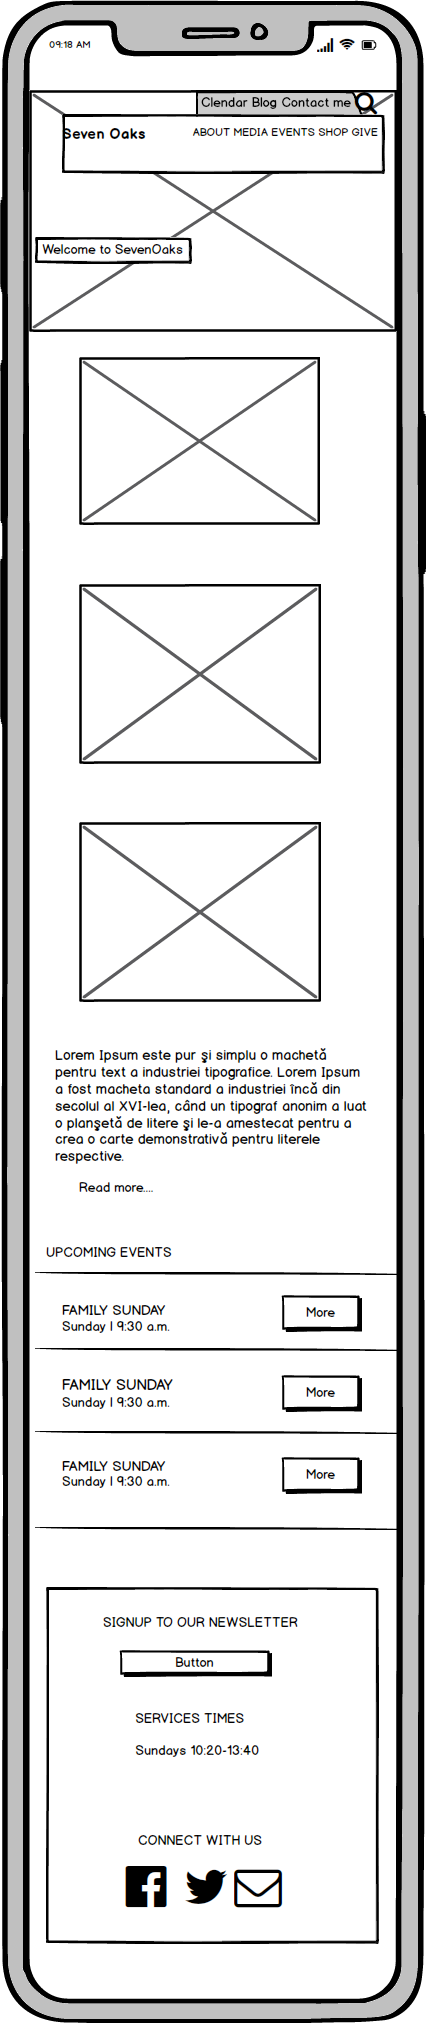 09:18 AM
Clendar Blog Contact me
Seven Oaks
ABOUT MEDIA EVENTS SHOP GIVE
Welcome to SevenOaks
Lorem Ipsum este pur şi simplu o machetă
pentru text a industriei tipografice. Lorem Ipsum
a fost macheta standard a industriei încă din
secolul al XVI-lea, când un tipograf anonim a luat
o planşetă de litere şi le-a amestecat pentru a
crea o carte demonstrativă pentru literele
respective.
Read more....
UPCOMING EVENTS
FAMILY SUNDAY
Sunday | 9:30 a.m.
More
FAMILY SUNDAY
Sunday | 9:30 a.m.
More
FAMILY SUNDAY
Sunday | 9:30 a.m.
More
SIGNUP TO OUR NEWSLETTER
Button
SERVICES TIMES
Sundays 10:20-13:40
CONNECT WITH US